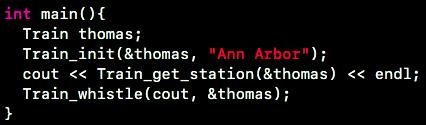 int main(){
  Train thomas;
  Train_init(&thomas, "Ann Arbor");
  cout << Train_get_station(&thomas) << endl;
  Train_whistle(cout, &thomas);
}